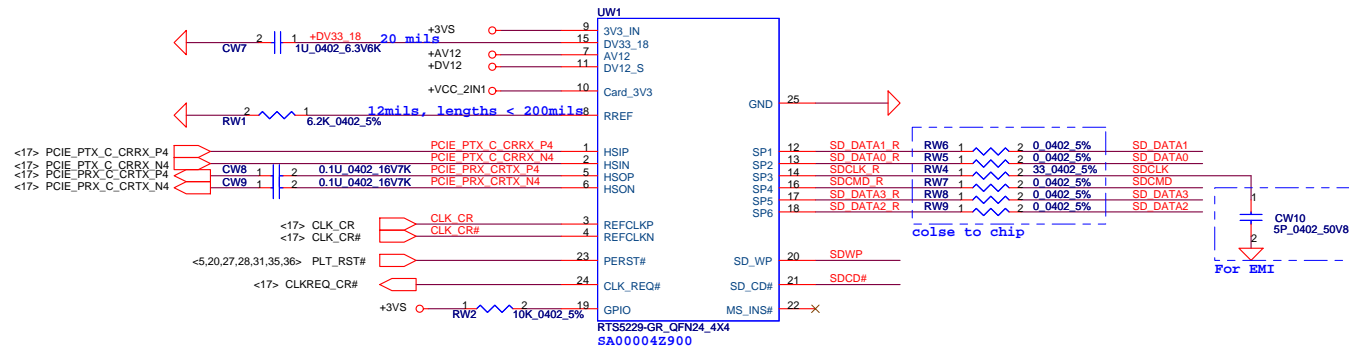 UW1
+3VS 9 3V3_IN
CW7 2 1 +DV33_18 20 mils 15 DV33_18
1U_0402_6.3V6K
+AV12 7 AV12
+DV12 11 DV12_S
+VCC_2IN1 10 Card_3V3
GND 25
RW1 2 1 12mils, lengths < 200mils 8 RREF
6.2K_0402_5%
<17> PCIE_PTX_C_CRRX_P4 PCIE_PTX_C_CRRX_P4 1 HSIP
<17> PCIE_PTX_C_CRRX_N4 PCIE_PTX_C_CRRX_N4 2 HSIN
<17> PCIE_PRX_CRTX_P4 CW8 1 2 0.1U_0402_16V7K PCIE_PRX_CRTX_P4 5 HSOP
<17> PCIE_PRX_CRTX_N4 CW9 1 2 0.1U_0402_16V7K PCIE_PRX_CRTX_N4 6 HSON
SP1 12 SD_DATA1_R RW6 1 2 0_0402_5% SD_DATA1
SP2 13 SD_DATA0_R RW5 1 2 0_0402_5% SD_DATA0
SP3 14 SDCLK_R RW4 1 2 33_0402_5% SDCLK
SP4 16 SDCMD_R RW7 1 2 0_0402_5% SDCMD
SP5 17 SD_DATA3_R RW8 1 2 0_0402_5% SD_DATA3
SP6 18 SD_DATA2_R RW9 1 2 0_0402_5% SD_DATA2
colse to chip
1
CW10
5P_0402_50V8
2
For EMI
<17> CLK_CR CLK_CR 3 REFCLKP
<17> CLK_CR# CLK_CR# 4 REFCLKN
<5,20,27,28,31,35,36> PLT_RST# 23 PERST#
SD_WP 20 SDWP
<17> CLKREQ_CR# 24 CLK_REQ#
SD_CD# 21 SDCD#
+3VS RW2 1 2 10K_0402_5% 19 GPIO
MS_INS# 22
RTS5229-GR_QFN24_4X4
SA00004Z900